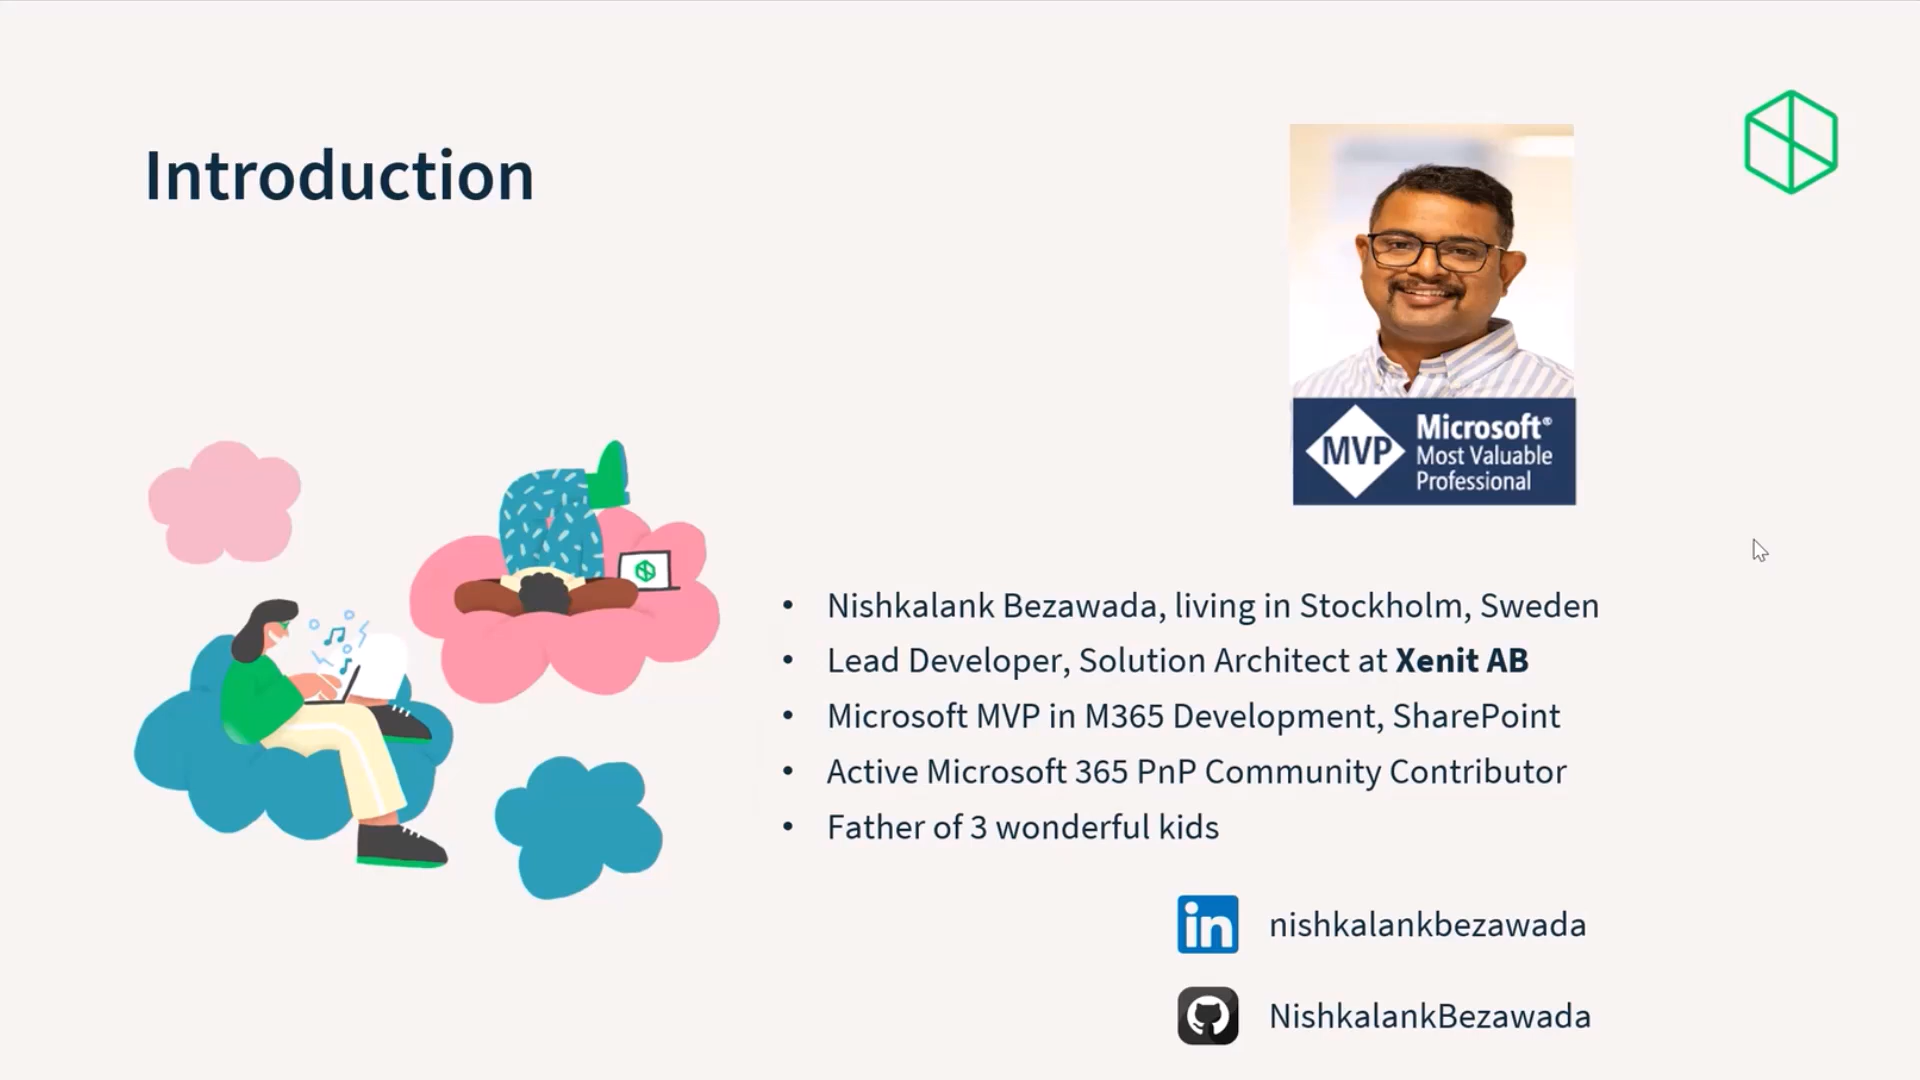 Introduction
MVP
Microsoft®
Most Valuable
Professional
• Nishkalank Bezawada, living in Stockholm, Sweden
• Lead Developer, Solution Architect at Xenit AB
• Microsoft MVP in M365 Development, SharePoint
• Active Microsoft 365 PnP Community Contributor
• Father of 3 wonderful kids
in nishkalankbezawada
NishkalankBezawada